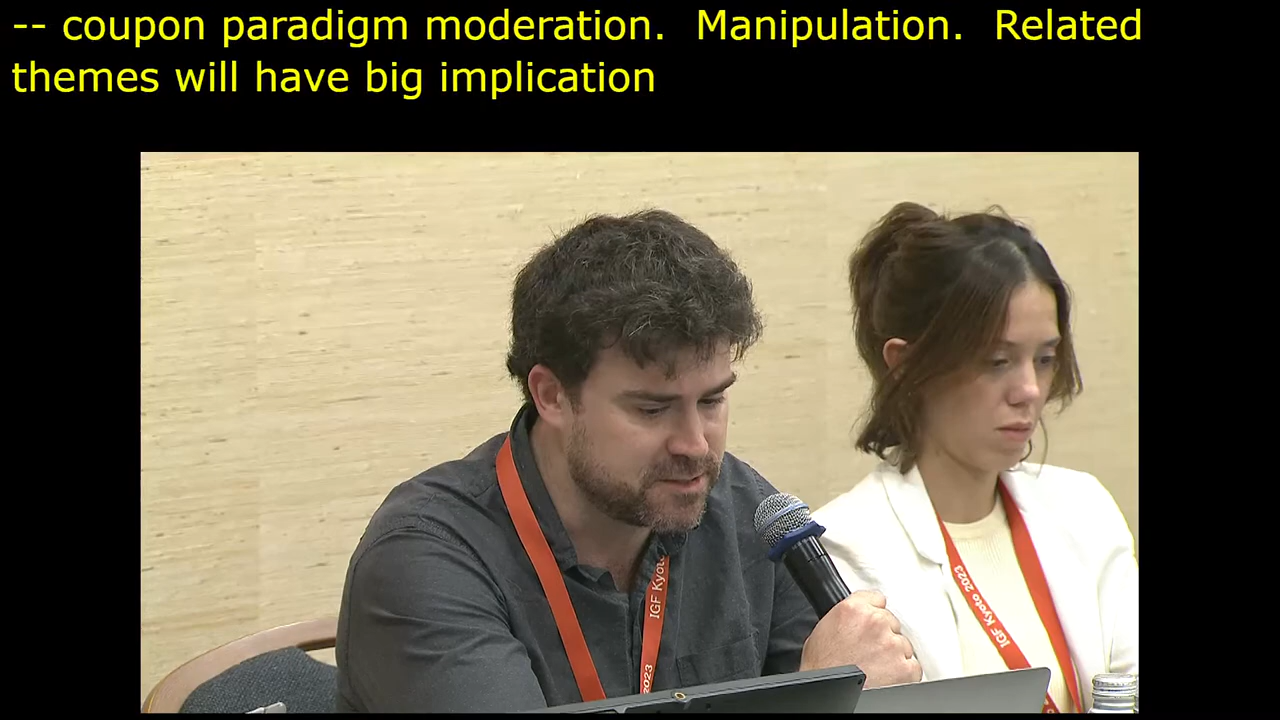 -- coupon paradigm moderation.  Manipulation.  Related
themes will have big implication
IGF Kyoto
2023
IGF Kyoto 2023